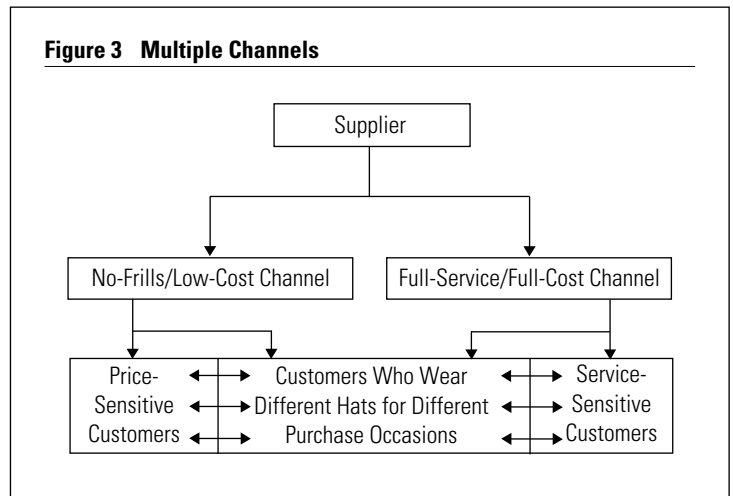 Figure 3 Multiple Channels
Supplier
No-Frills/Low-Cost Channel
Full-Service/Full-Cost Channel
Price-
Sensitive
Customers
Customers Who Wear
Different Hats for Different
Purchase Occasions
Service-
Sensitive
Customers